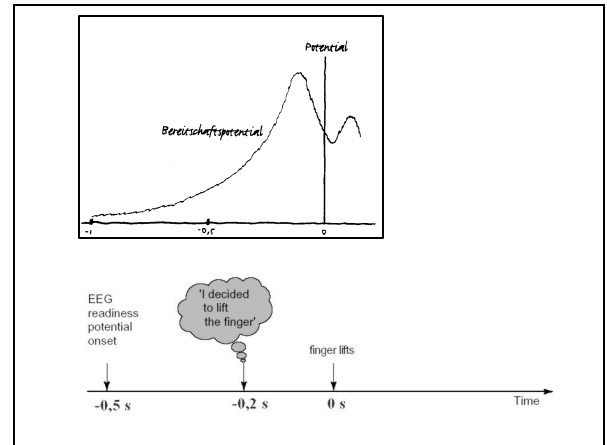 Potential
Bereitschaftspotential
-1
-0,5
0
EEG
readiness
potential
onset
'I decided
to lift
the finger'
finger lifts
-0,5 s
-0,2 s
0 s
Time